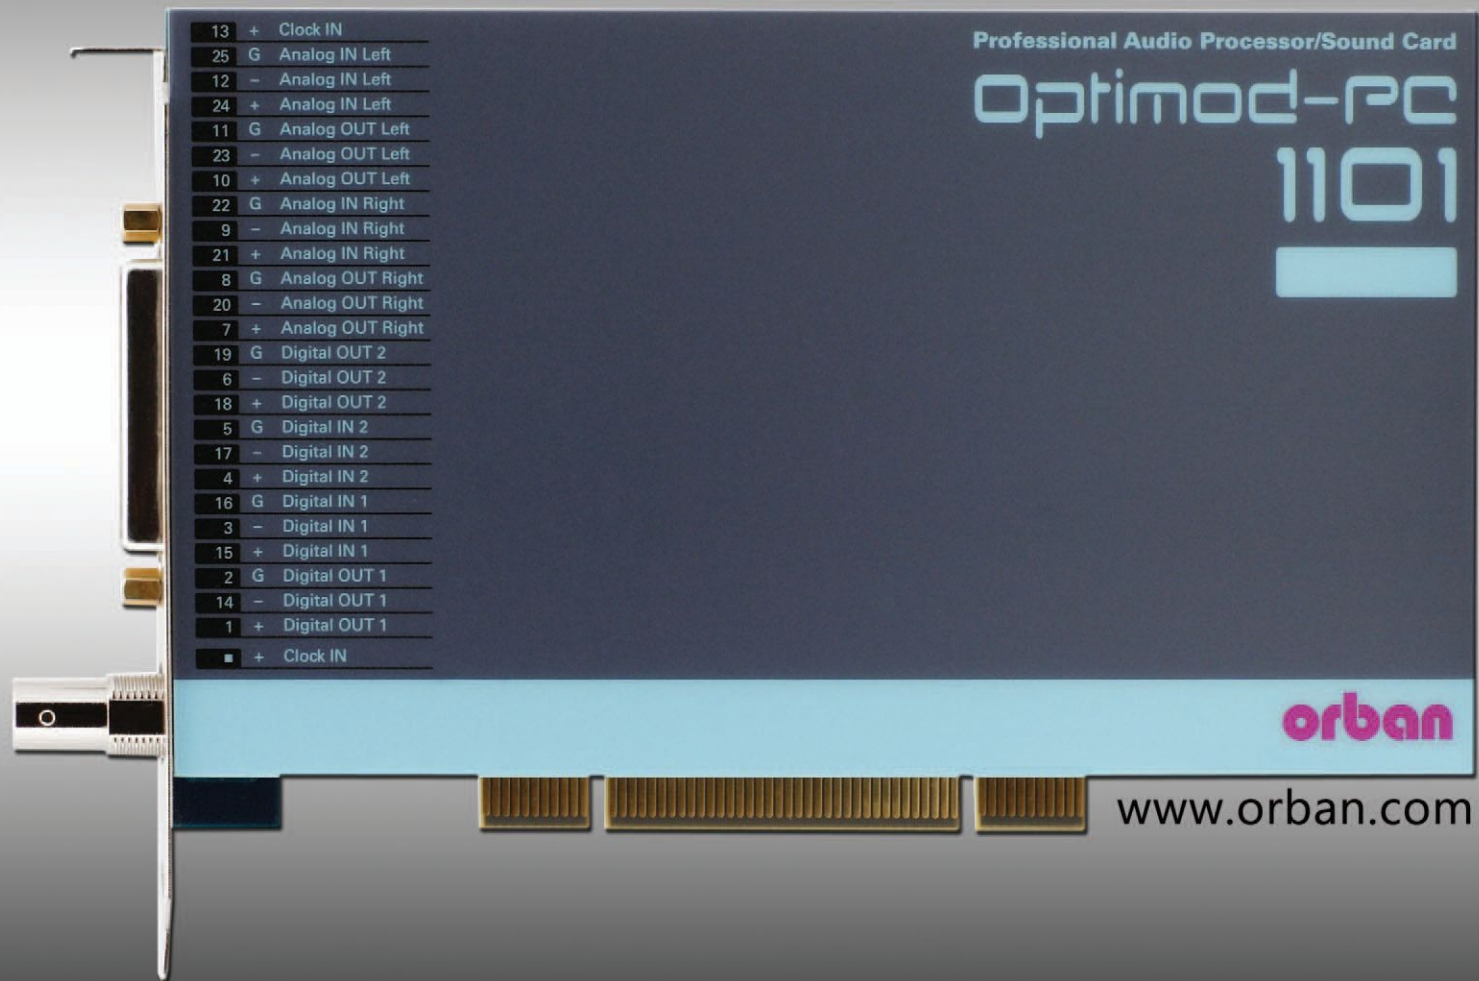 13 + Clock IN
25 G Analog IN Left
12 - Analog IN Left
24 + Analog IN Left
11 G Analog OUT Left
23 - Analog OUT Left
10 + Analog OUT Left
22 G Analog IN Right
9 - Analog IN Right
21 + Analog IN Right
8 G Analog OUT Right
20 - Analog OUT Right
7 + Analog OUT Right
19 G Digital OUT 2
6 - Digital OUT 2
18 + Digital OUT 2
5 G Digital IN 2
17 - Digital IN 2
4 + Digital IN 2
16 G Digital IN 1
3 - Digital IN 1
15 + Digital IN 1
2 G Digital OUT 1
14 - Digital OUT 1
1 + Digital OUT 1
▪ + Clock IN
Professional Audio Processor/Sound Card
Optimod-PC
1101
orban
www.orban.com